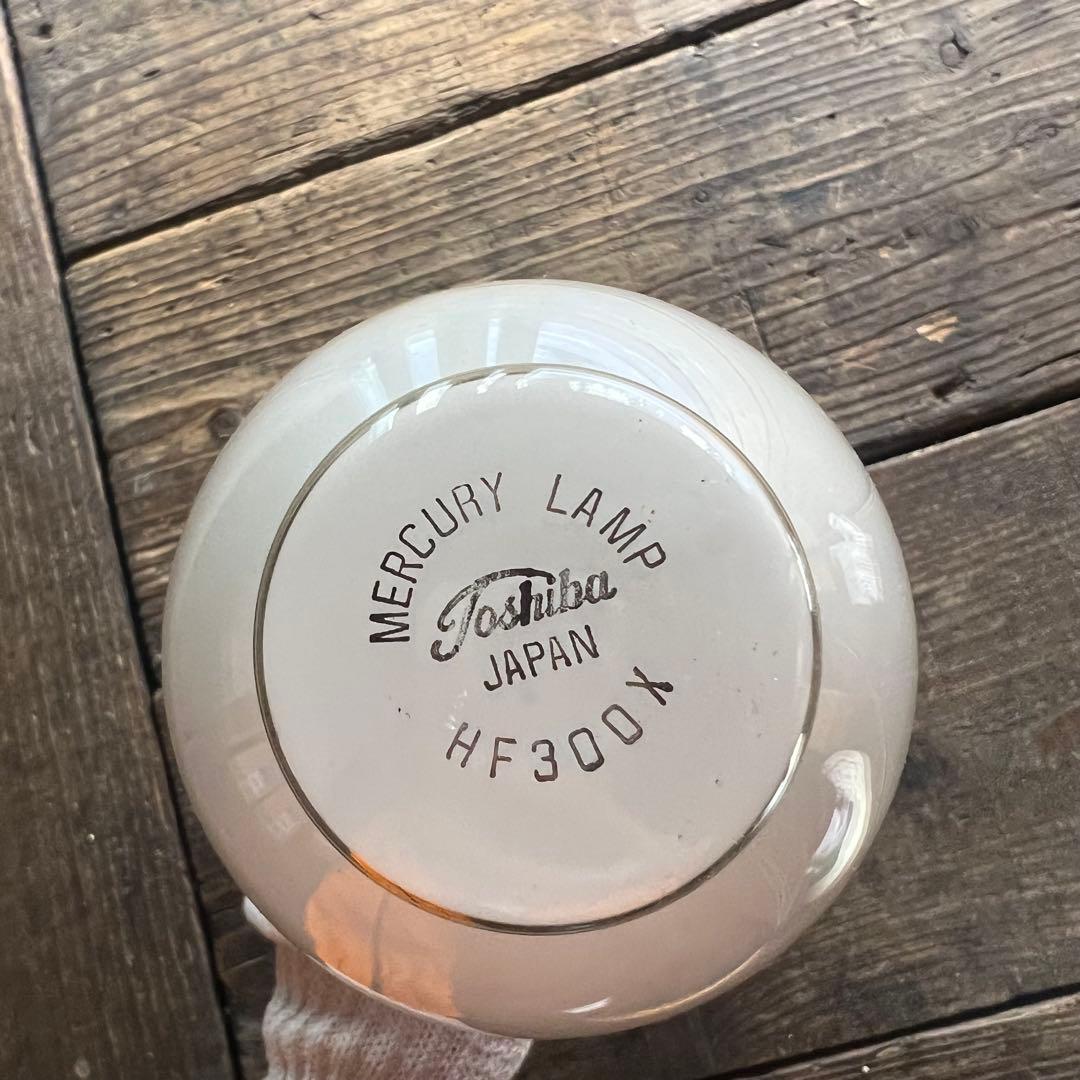 MERCURY LAMP
Toshiba
JAPAN
HF300X